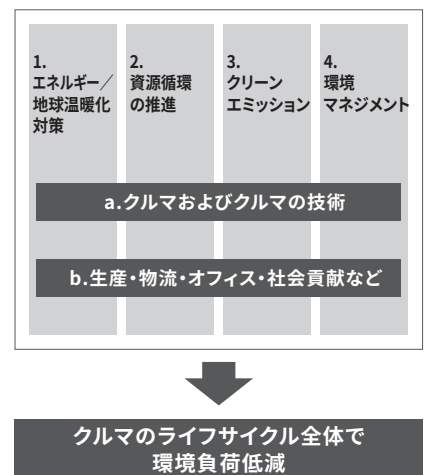 1.
エネルギー／
地球温暖化
対策
2.
資源循環
の推進
3.
クリーン
エミッション
4.
環境
マネジメント
a.クルマおよびクルマの技術
b.生産・物流・オフィス・社会貢献など
クルマのライフサイクル全体で
環境負荷低減